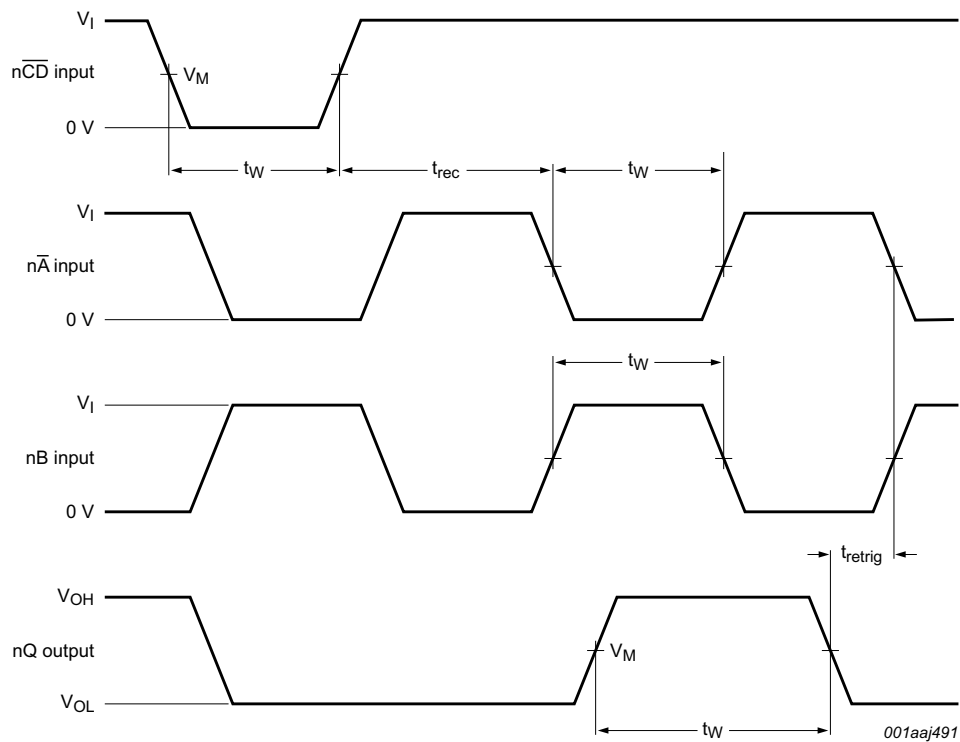 V_I
nC̅D̅ input
V_M
0 V
t_W
t_rec
t_W
V_I
nA̅ input
0 V
t_W
V_I
nB input
0 V
t_retrig
V_OH
nQ output
V_M
V_OL
t_W
001aaj491